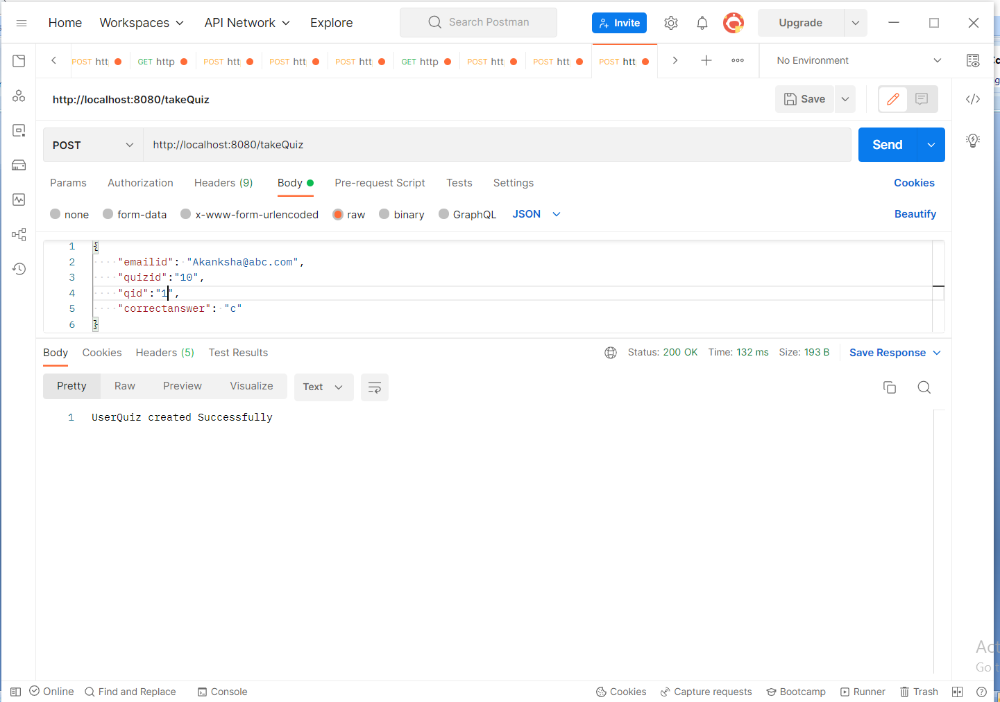 Home Workspaces API Network Explore Search Postman Invite Upgrade
POST htt GET http POST htt POST htt POST htt GET http POST htt POST htt POST htt No Environment
http://localhost:8080/takeQuiz Save
POST http://localhost:8080/takeQuiz Send
Params Authorization Headers (9) Body Pre-request Script Tests Settings Cookies
none form-data x-www-form-urlencoded raw binary GraphQL JSON Beautify
1 {
2 "emailid": "Akanksha@abc.com",
3 "quizid":"10",
4 "qid":"1",
5 "correctanswer": "c"
6 }
Body Cookies Headers (5) Test Results Status: 200 OK Time: 132 ms Size: 193 B Save Response
Pretty Raw Preview Visualize Text
1 UserQuiz created Successfully
Act
Go t
Online Find and Replace Console Cookies Capture requests Bootcamp Runner Trash